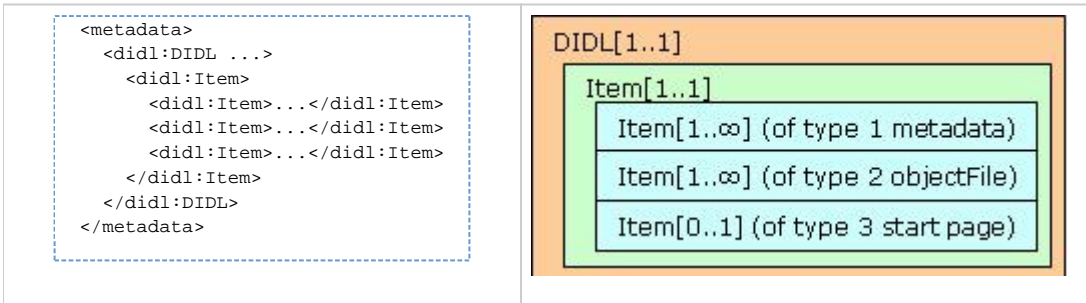 <metadata>
  <didl:DIDL ...>
    <didl:Item>
      <didl:Item>...</didl:Item>
      <didl:Item>...</didl:Item>
      <didl:Item>...</didl:Item>
    </didl:Item>
  </didl:DIDL>
</metadata>
DIDL[1..1]
Item[1..1]
Item[1..∞] (of type 1 metadata)
Item[1..∞] (of type 2 objectFile)
Item[0..1] (of type 3 start page)